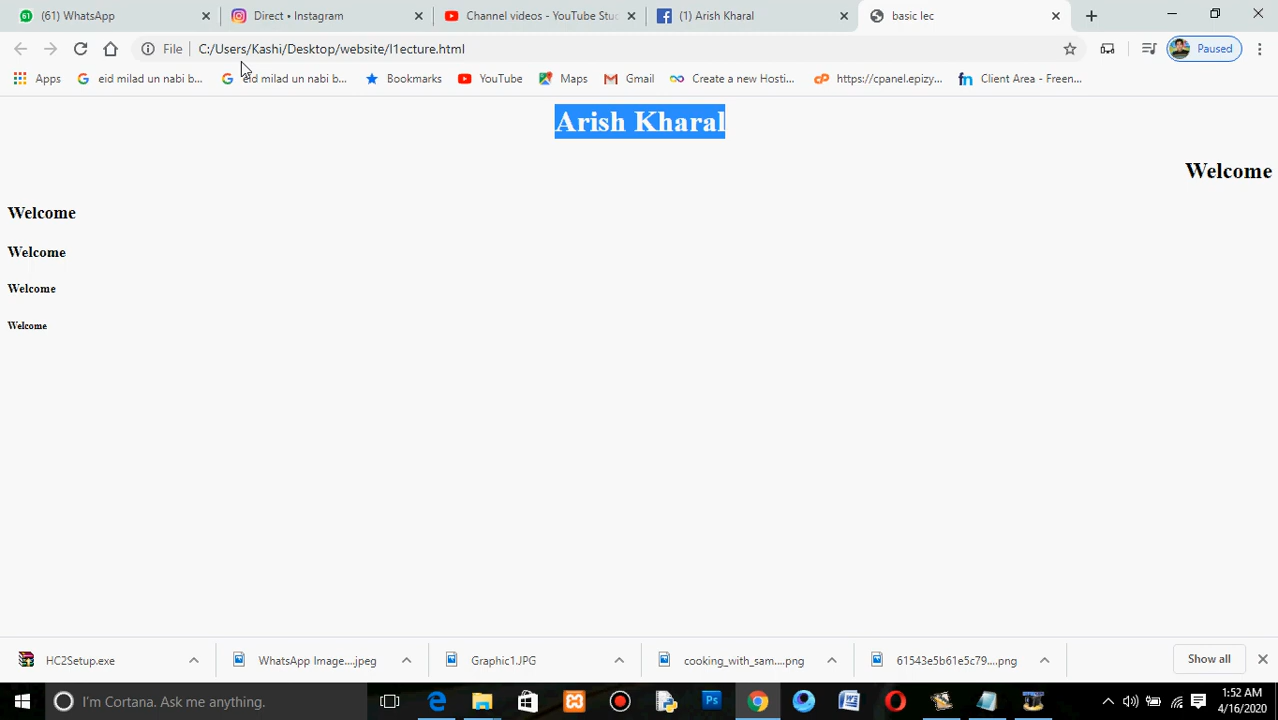 (61) WhatsApp
Direct • Instagram
Channel videos - YouTube Stu
(1) Arish Kharal
basic lec
File
C:/Users/Kashi/Desktop/website/l1ecture.html
Paused
Apps
eid milad un nabi b...
eid milad un nabi b...
Bookmarks
YouTube
Maps
Gmail
Create a new Hosti...
https://cpanel.epizy...
Client Area - Freen...
Arish Kharal
Welcome
Welcome
Welcome
Welcome
Welcome
HC2Setup.exe
WhatsApp Image....jpeg
Graphic1.JPG
cooking_with_sam....png
61543e5b61e5c79....png
Show all
I'm Cortana. Ask me anything.
1:52 AM
4/16/2020